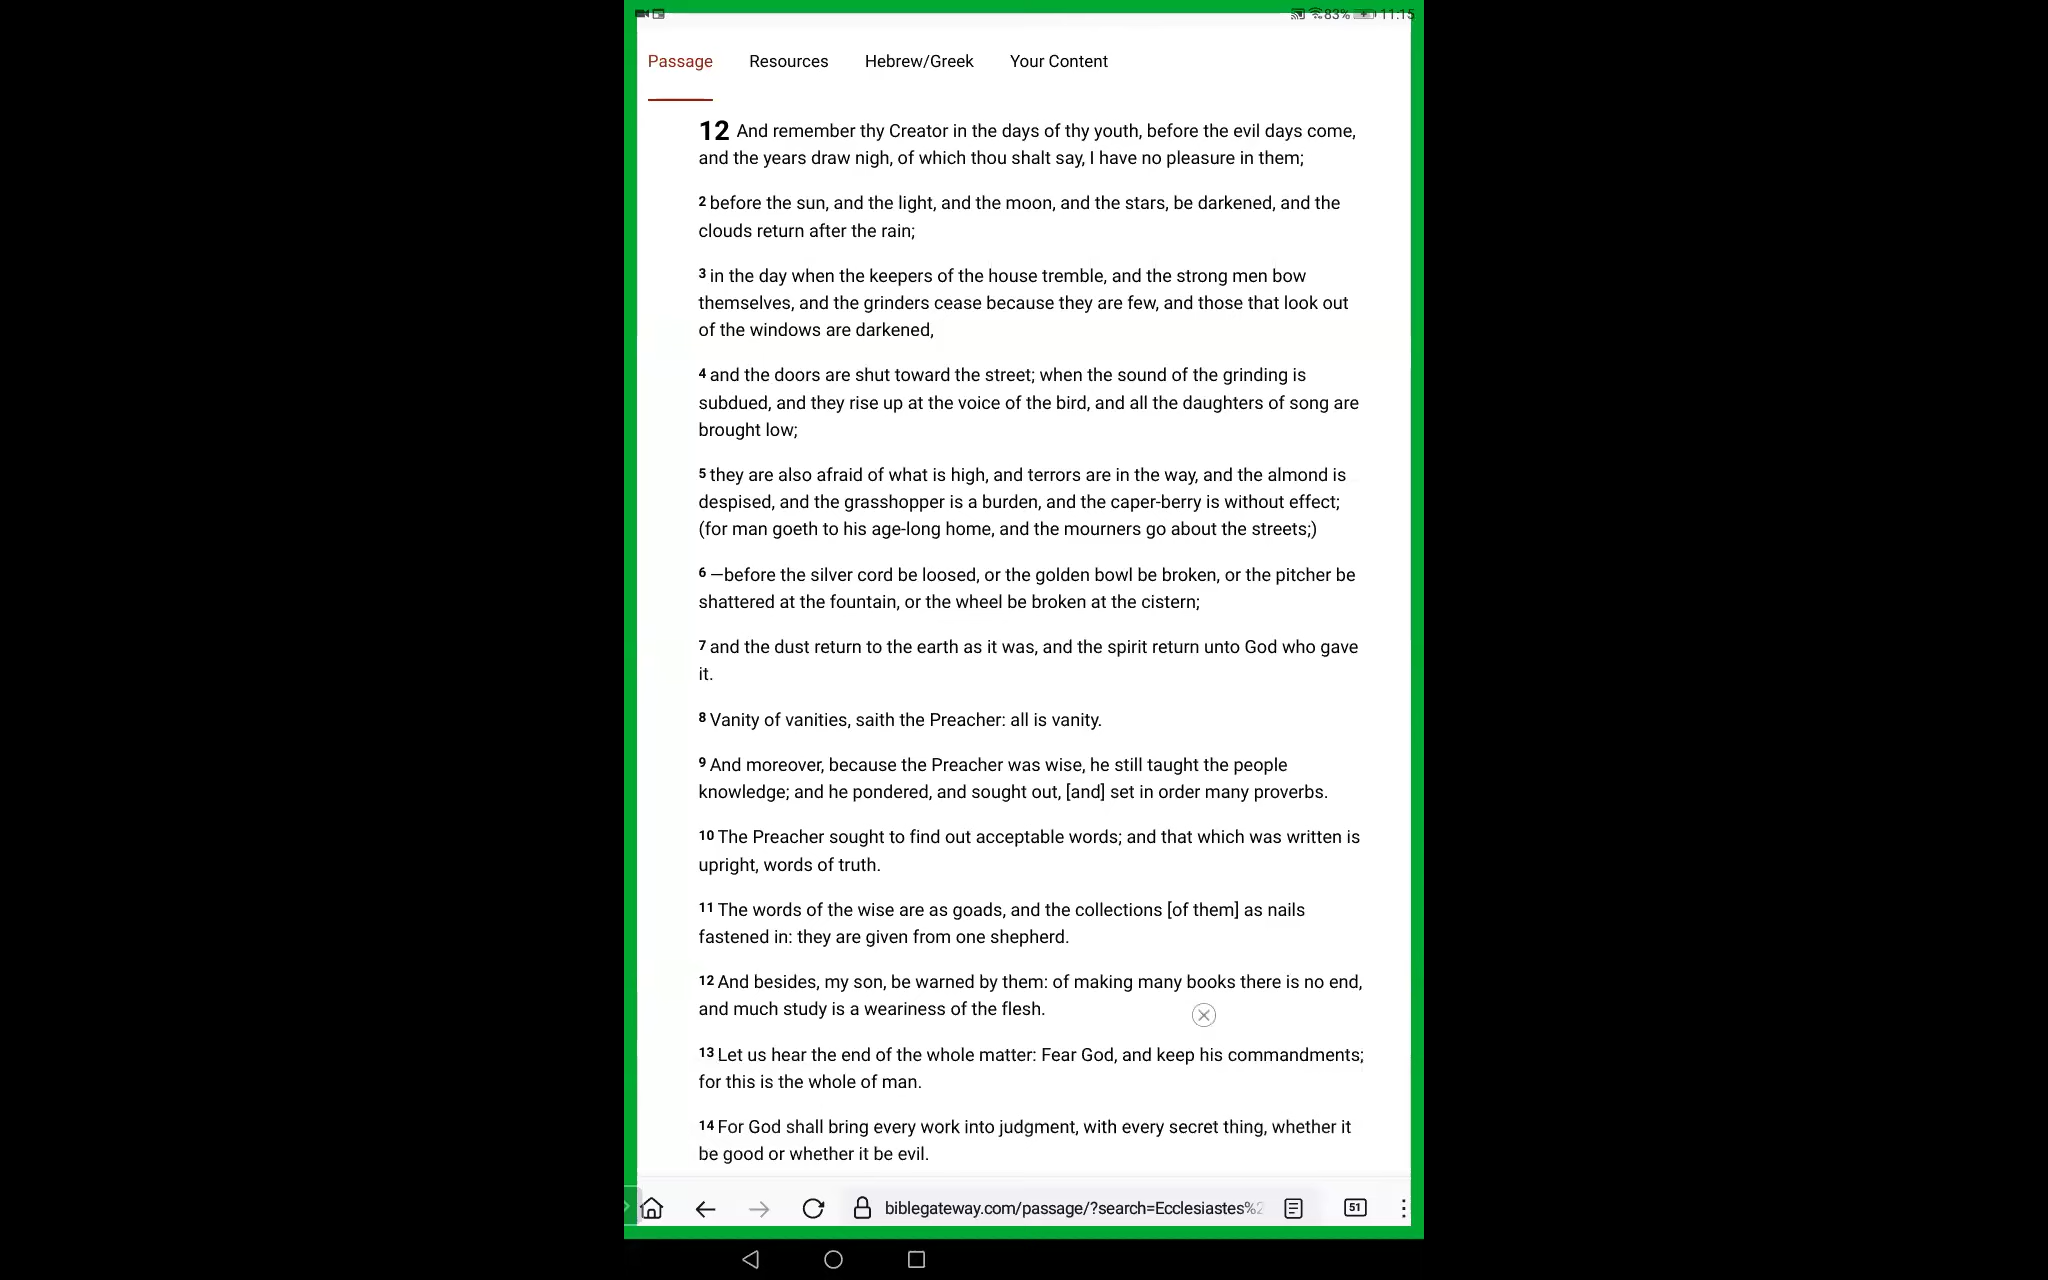 83% 11:15
Passage Resources Hebrew/Greek Your Content
12 And remember thy Creator in the days of thy youth, before the evil days come,
and the years draw nigh, of which thou shalt say, I have no pleasure in them;
2 before the sun, and the light, and the moon, and the stars, be darkened, and the
clouds return after the rain;
3 in the day when the keepers of the house tremble, and the strong men bow
themselves, and the grinders cease because they are few, and those that look out
of the windows are darkened,
4 and the doors are shut toward the street; when the sound of the grinding is
subdued, and they rise up at the voice of the bird, and all the daughters of song are
brought low;
5 they are also afraid of what is high, and terrors are in the way, and the almond is
despised, and the grasshopper is a burden, and the caper-berry is without effect;
(for man goeth to his age-long home, and the mourners go about the streets;)
6 —before the silver cord be loosed, or the golden bowl be broken, or the pitcher be
shattered at the fountain, or the wheel be broken at the cistern;
7 and the dust return to the earth as it was, and the spirit return unto God who gave
it.
8 Vanity of vanities, saith the Preacher: all is vanity.
9 And moreover, because the Preacher was wise, he still taught the people
knowledge; and he pondered, and sought out, [and] set in order many proverbs.
10 The Preacher sought to find out acceptable words; and that which was written is
upright, words of truth.
11 The words of the wise are as goads, and the collections [of them] as nails
fastened in: they are given from one shepherd.
12 And besides, my son, be warned by them: of making many books there is no end,
and much study is a weariness of the flesh.
13 Let us hear the end of the whole matter: Fear God, and keep his commandments;
for this is the whole of man.
14 For God shall bring every work into judgment, with every secret thing, whether it
be good or whether it be evil.
biblegateway.com/passage/?search=Ecclesiastes%2 51